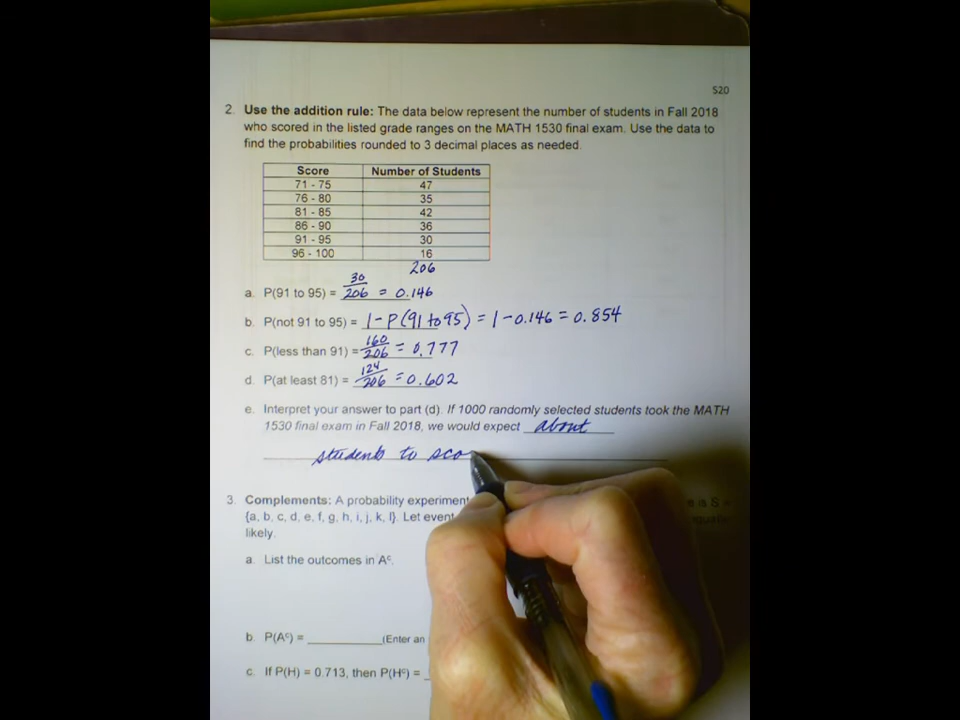 S20
2. Use the addition rule: The data below represent the number of students in Fall 2018
who scored in the listed grade ranges on the MATH 1530 final exam. Use the data to
find the probabilities rounded to 3 decimal places as needed.
Score Number of Students
71 - 75 47
76 - 80 35
81 - 85 42
86 - 90 36
91 - 95 30
96 - 100 16
206
a. P(91 to 95) = 30/206 = 0.146
b. P(not 91 to 95) = 1 - P(91 to 95) = 1 - 0.146 = 0.854
c. P(less than 91) = 160/206 = 0.777
d. P(at least 81) = 124/206 = 0.602
e. Interpret your answer to part (d). If 1000 randomly selected students took the MATH
1530 final exam in Fall 2018, we would expect about
students to sco
3. Complements: A probability experiment e is S =
{a, b, c, d, e, f, g, h, i, j, k, l}. Let event equally
likely.
a. List the outcomes in Aᶜ.
b. P(Aᶜ) = ________ (Enter an
c. If P(H) = 0.713, then P(Hᶜ) = _